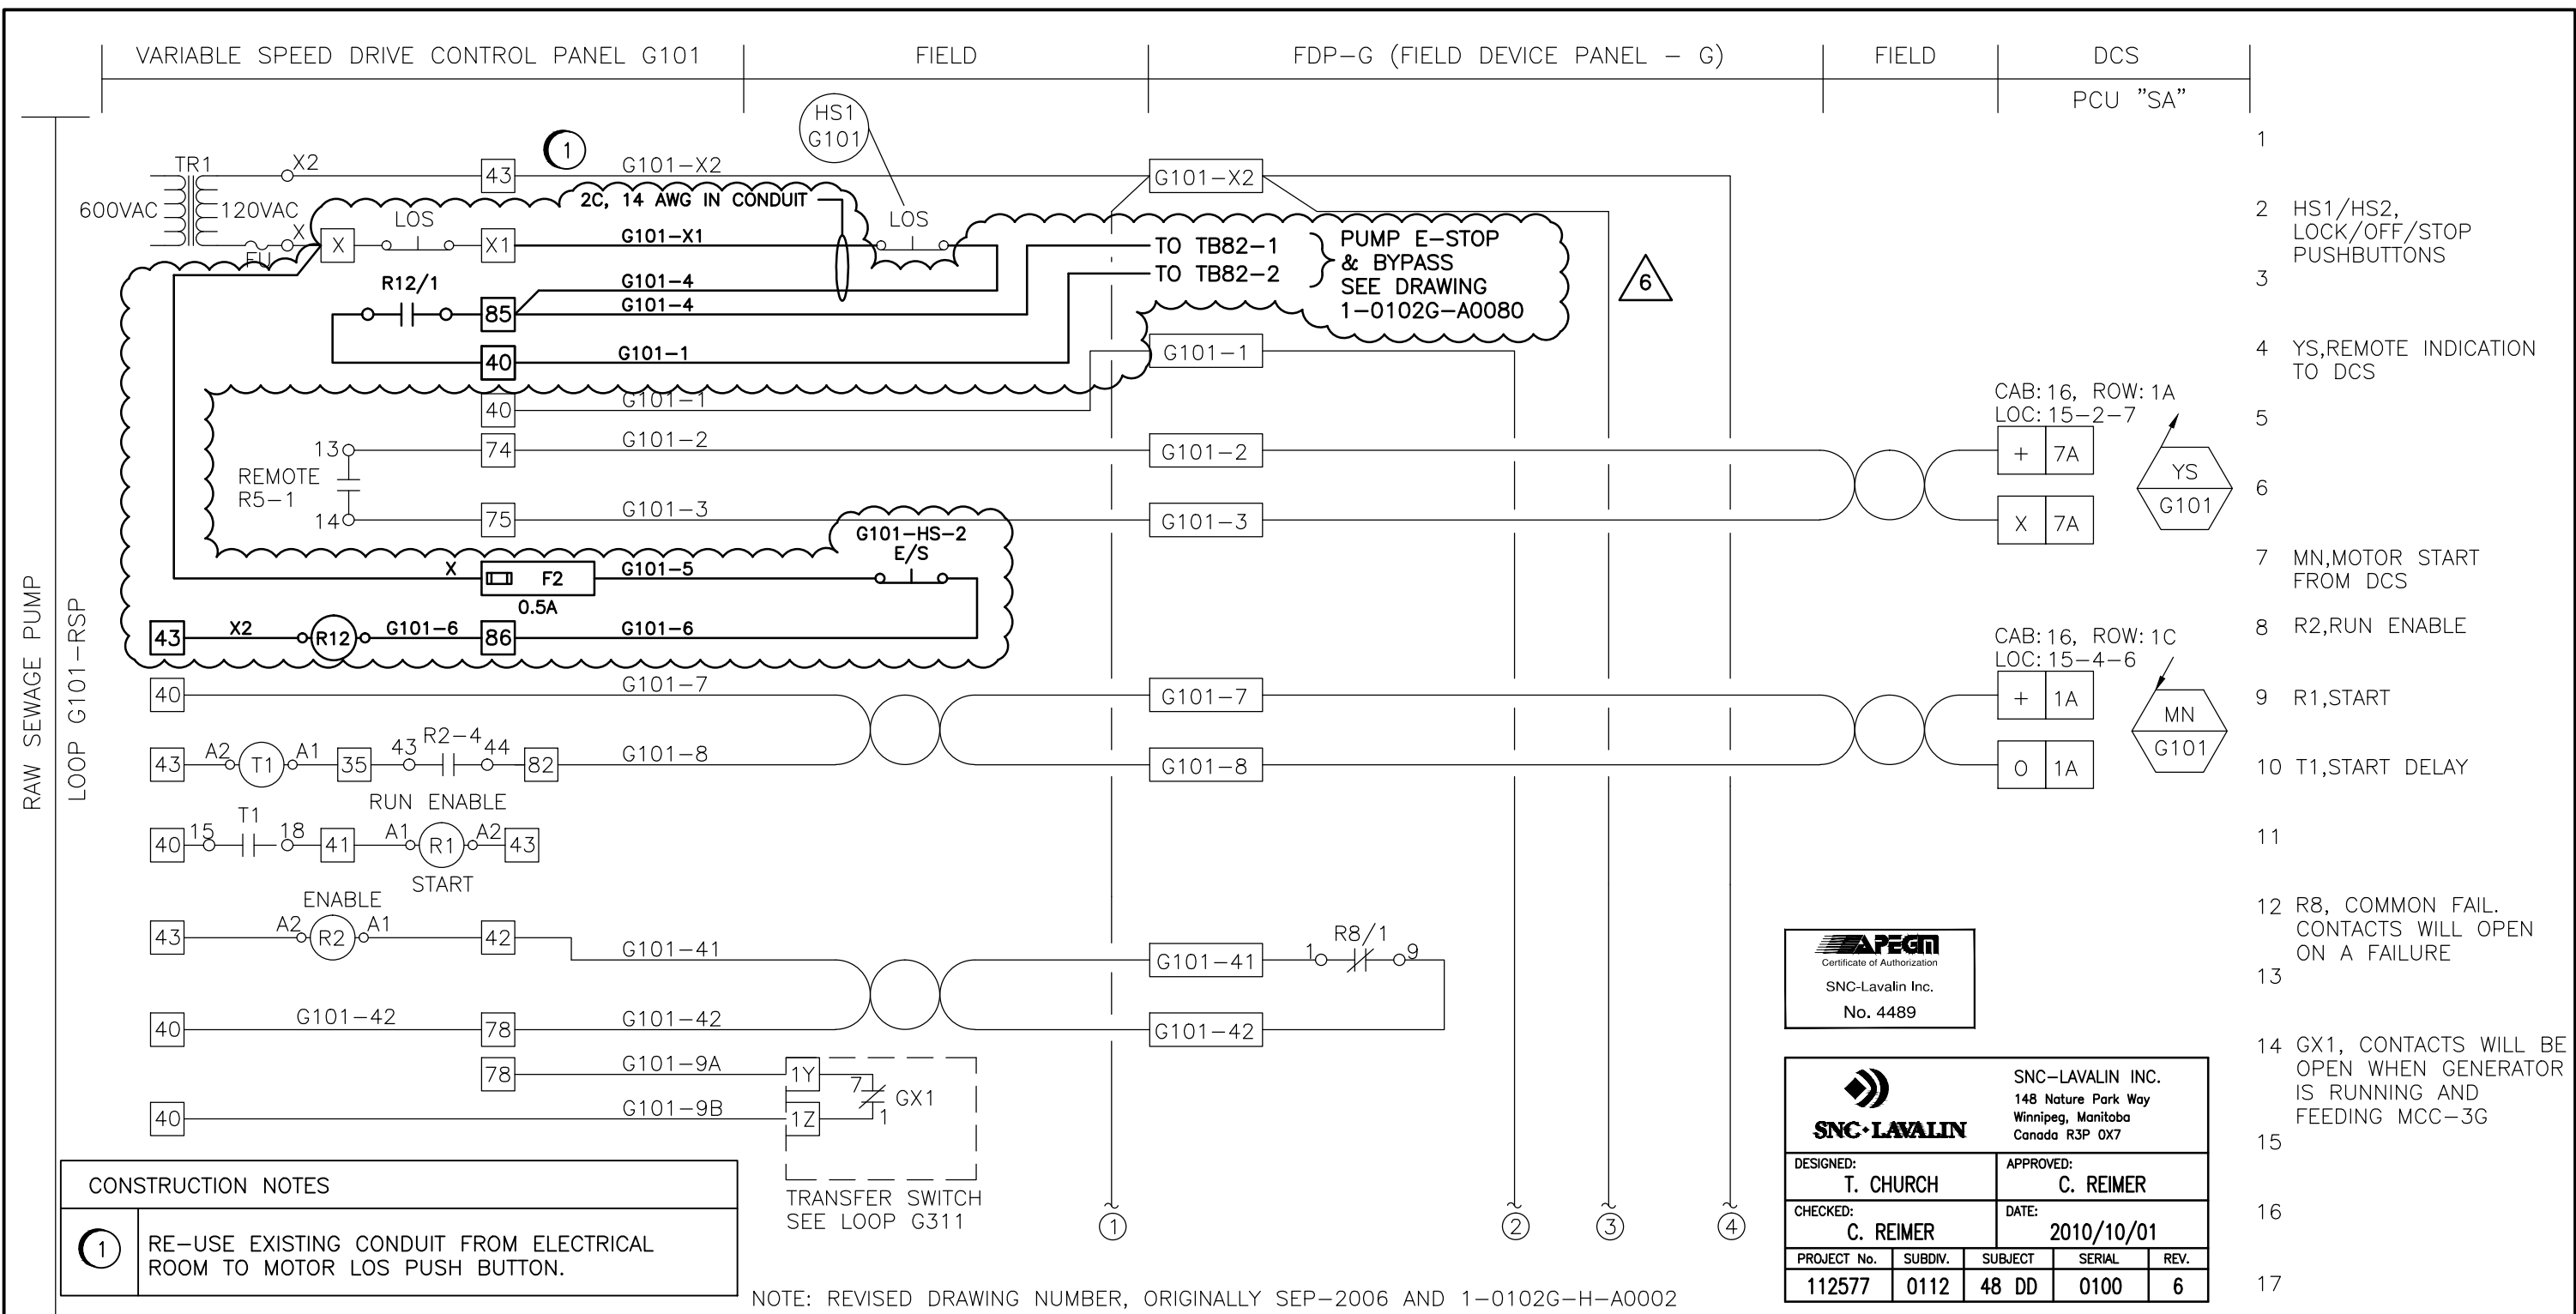 VARIABLE SPEED DRIVE CONTROL PANEL G101
FIELD
FDP-G (FIELD DEVICE PANEL - G)
FIELD
DCS
PCU "SA"
RAW SEWAGE PUMP
LOOP G101-RSP
HS1
G101
1
TR1
X2
43
G101-X2
G101-X2
600VAC
120VAC
2C, 14 AWG IN CONDUIT
X
FU
X
LOS
X1
G101-X1
LOS
TO TB82-1
TO TB82-2
PUMP E-STOP
& BYPASS
SEE DRAWING
1-0102G-A0080
6
R12/1
85
G101-4
G101-4
40
G101-1
G101-1
40
G101-1
13
74
G101-2
G101-2
REMOTE
R5-1
14
75
G101-3
G101-3
CAB:16, ROW:1A
LOC:15-2-7
+
7A
X
7A
YS
G101
G101-HS-2
E/S
X
F2
0.5A
G101-5
43
X2
R12
G101-6
86
G101-6
CAB:16, ROW:1C
LOC:15-4-6
40
G101-7
G101-7
+
1A
MN
G101
43
A2
T1
A1
35
43
R2-4
44
82
G101-8
G101-8
O
1A
RUN ENABLE
40
15
T1
18
41
A1
R1
A2
43
START
ENABLE
43
A2
R2
A1
42
G101-41
G101-41
1
R8/1
9
40
G101-42
78
G101-42
G101-42
78
G101-9A
1Y
7
GX1
40
G101-9B
1Z
1
TRANSFER SWITCH
SEE LOOP G311
1
2
3
4
1
2 HS1/HS2,
LOCK/OFF/STOP
PUSHBUTTONS
3
4 YS,REMOTE INDICATION
TO DCS
5
6
7 MN,MOTOR START
FROM DCS
8 R2,RUN ENABLE
9 R1,START
10 T1,START DELAY
11
12 R8, COMMON FAIL.
CONTACTS WILL OPEN
ON A FAILURE
13
14 GX1, CONTACTS WILL BE
OPEN WHEN GENERATOR
IS RUNNING AND
FEEDING MCC-3G
15
16
17
CONSTRUCTION NOTES
1 RE-USE EXISTING CONDUIT FROM ELECTRICAL
ROOM TO MOTOR LOS PUSH BUTTON.
NOTE: REVISED DRAWING NUMBER, ORIGINALLY SEP-2006 AND 1-0102G-H-A0002
APEGM
Certificate of Authorization
SNC-Lavalin Inc.
No. 4489
SNC•LAVALIN
SNC-LAVALIN INC.
148 Nature Park Way
Winnipeg, Manitoba
Canada R3P 0X7
DESIGNED:
T. CHURCH
APPROVED:
C. REIMER
CHECKED:
C. REIMER
DATE:
2010/10/01
PROJECT No. SUBDIV. SUBJECT SERIAL REV.
112577 0112 48 DD 0100 6